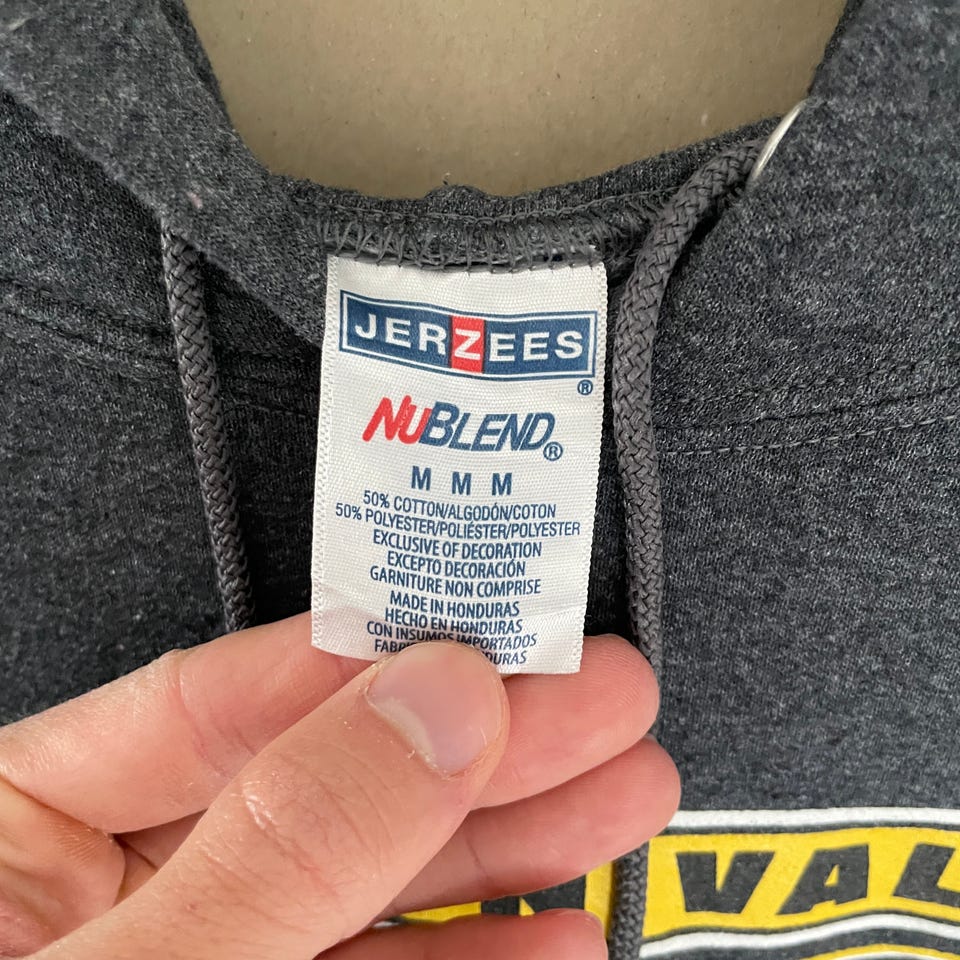 JERZEES
®
NUBLEND®
M M M
50% COTTON/ALGODÓN/COTON
50% POLYESTER/POLIÉSTER/POLYESTER
EXCLUSIVE OF DECORATION
EXCEPTO DECORACIÓN
GARNITURE NON COMPRISE
MADE IN HONDURAS
HECHO EN HONDURAS
CON INSUMOS IMPORTADOS